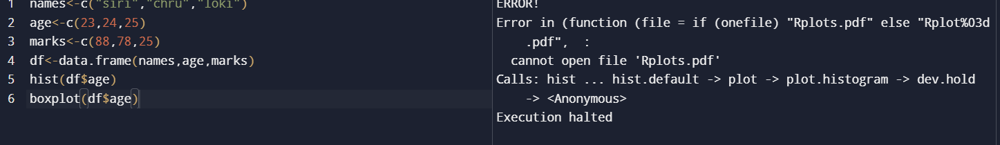 1 names<-c("siri","chru","loki")
2 age<-c(23,24,25)
3 marks<-c(88,78,25)
4 df<-data.frame(names,age,marks)
5 hist(df$age)
6 boxplot(df$age)
ERROR!
Error in (function (file = if (onefile) "Rplots.pdf" else "Rplot%03d
.pdf",  :
cannot open file 'Rplots.pdf'
Calls: hist ... hist.default -> plot -> plot.histogram -> dev.hold
-> <Anonymous>
Execution halted